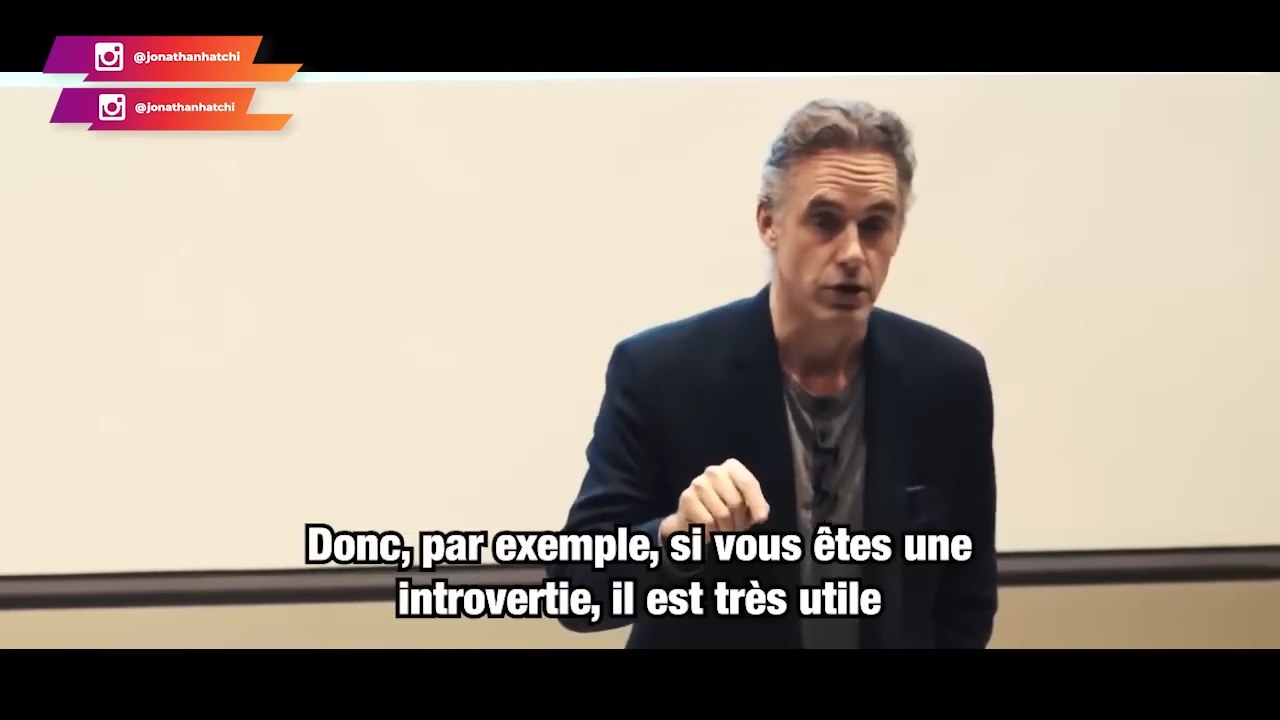 @jonathanhatchi
@jonathanhatchi
Donc, par exemple, si vous êtes une
introvertie, il est très utile